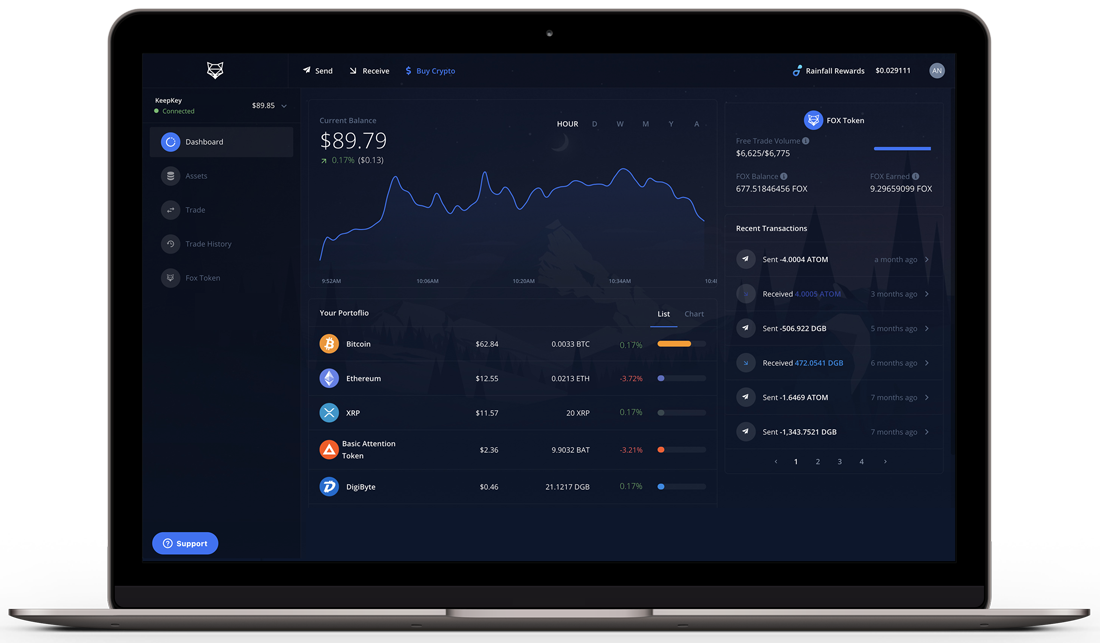 Send
Receive
$ Buy Crypto
Rainfall Rewards
$0.029111
AN
KeepKey
Connected
$89.85
Dashboard
Assets
Trade
Trade History
Fox Token
Support
Current Balance
$89.79
0.17% ($0.13)
HOUR D W M Y A
9:52AM 10:06AM 10:20AM 10:34AM 10:4
Your Portoflio
List Chart
Bitcoin $62.84 0.0033 BTC 0.17%
Ethereum $12.55 0.0213 ETH -3.72%
XRP $11.57 20 XRP 0.17%
Basic Attention
Token $2.36 9.9032 BAT -3.21%
DigiByte $0.46 21.1217 DGB 0.17%
FOX Token
Free Trade Volume
$6,625/$6,775
FOX Balance FOX Earned
677.51846456 FOX 9.29659099 FOX
Recent Transactions
Sent -4.0004 ATOM a month ago
Received 4.0005 ATOM 3 months ago
Sent -506.922 DGB 5 months ago
Received 472.0541 DGB 6 months ago
Sent -1.6469 ATOM 7 months ago
Sent -1,343.7521 DGB 7 months ago
‹ 1 2 3 4 ›